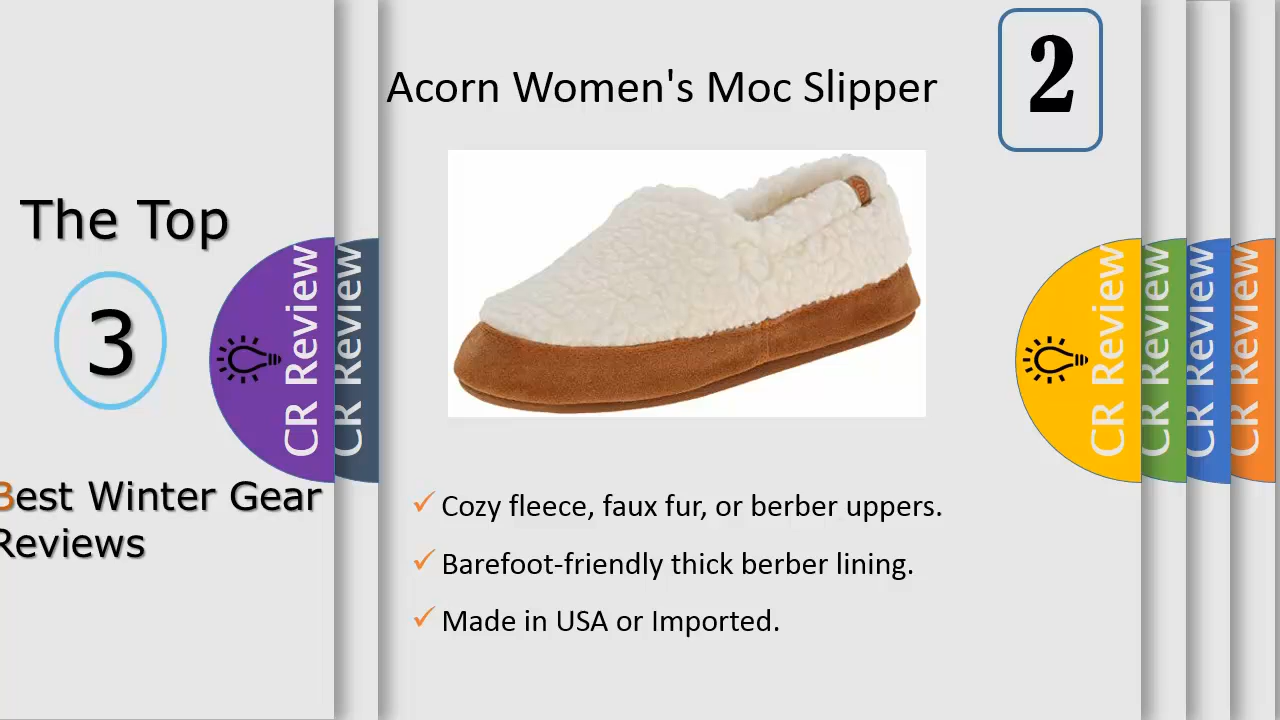 Acorn Women's Moc Slipper
2
The Top
3
Best Winter Gear
Reviews
CR Review
CR Review
Cozy fleece, faux fur, or berber uppers.
Barefoot-friendly thick berber lining.
Made in USA or Imported.
CR Review
CR Review
CR Review
CR Review